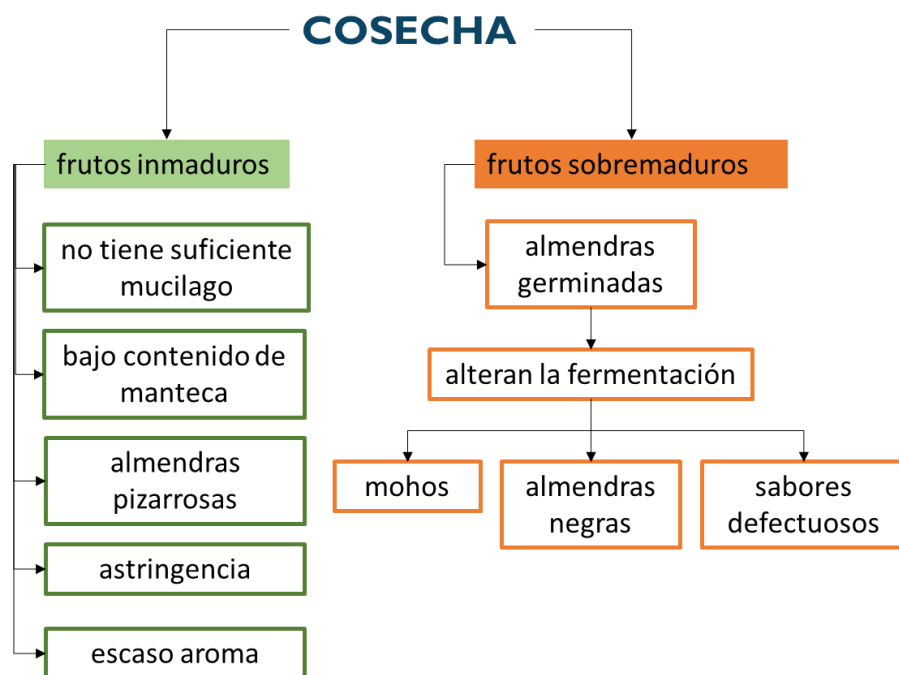 COSECHA
frutos inmaduros
no tiene suficiente
mucilago
bajo contenido de
manteca
almendras
pizarrosas
astringencia
escaso aroma
frutos sobremaduros
almendras
germinadas
alteran la fermentación
mohos
almendras
negras
sabores
defectuosos